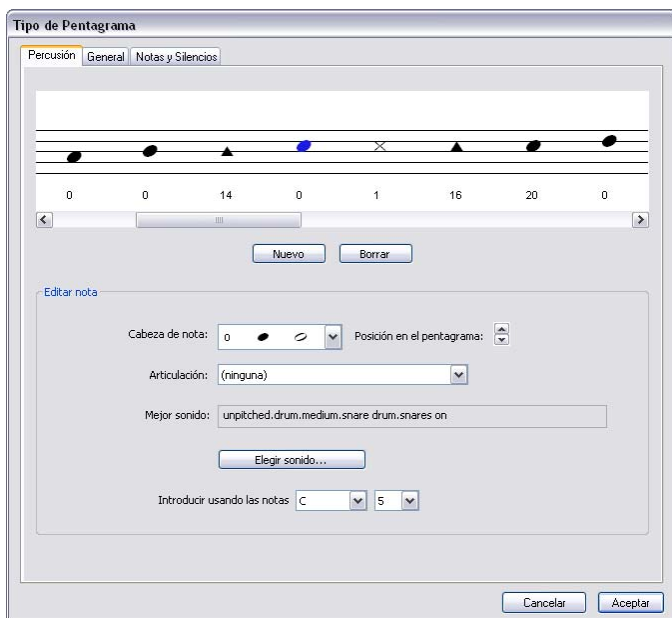 Tipo de Pentagrama
Percusión General Notas y Silencios
0 0 14 0 1 16 20 0
Nuevo Borrar
Editar nota
Cabeza de nota: 0 Posición en el pentagrama:
Articulación: (ninguna)
Mejor sonido: unpitched.drum.medium.snare drum.snares on
Elegir sonido...
Introducir usando las notas C 5
Cancelar Aceptar